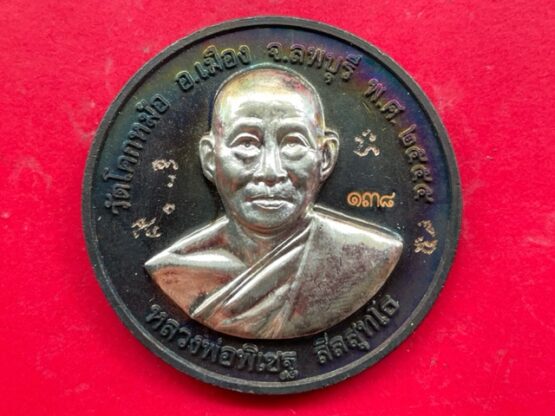 วัดโคกหม้อ อ.เมือง จ.ลพบุรี พ.ศ. ๒๕๕๔
๑๓๘
หลวงพ่อพิเชฐ สีลสุทโธ